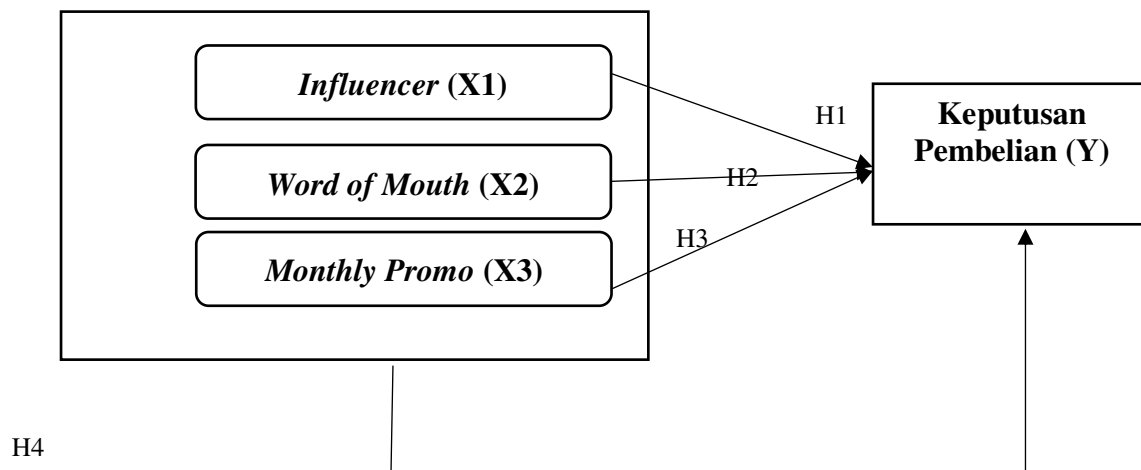 Influencer (X1)
H1
Keputusan
Pembelian (Y)
Word of Mouth (X2)
H2
H3
Monthly Promo (X3)
H4